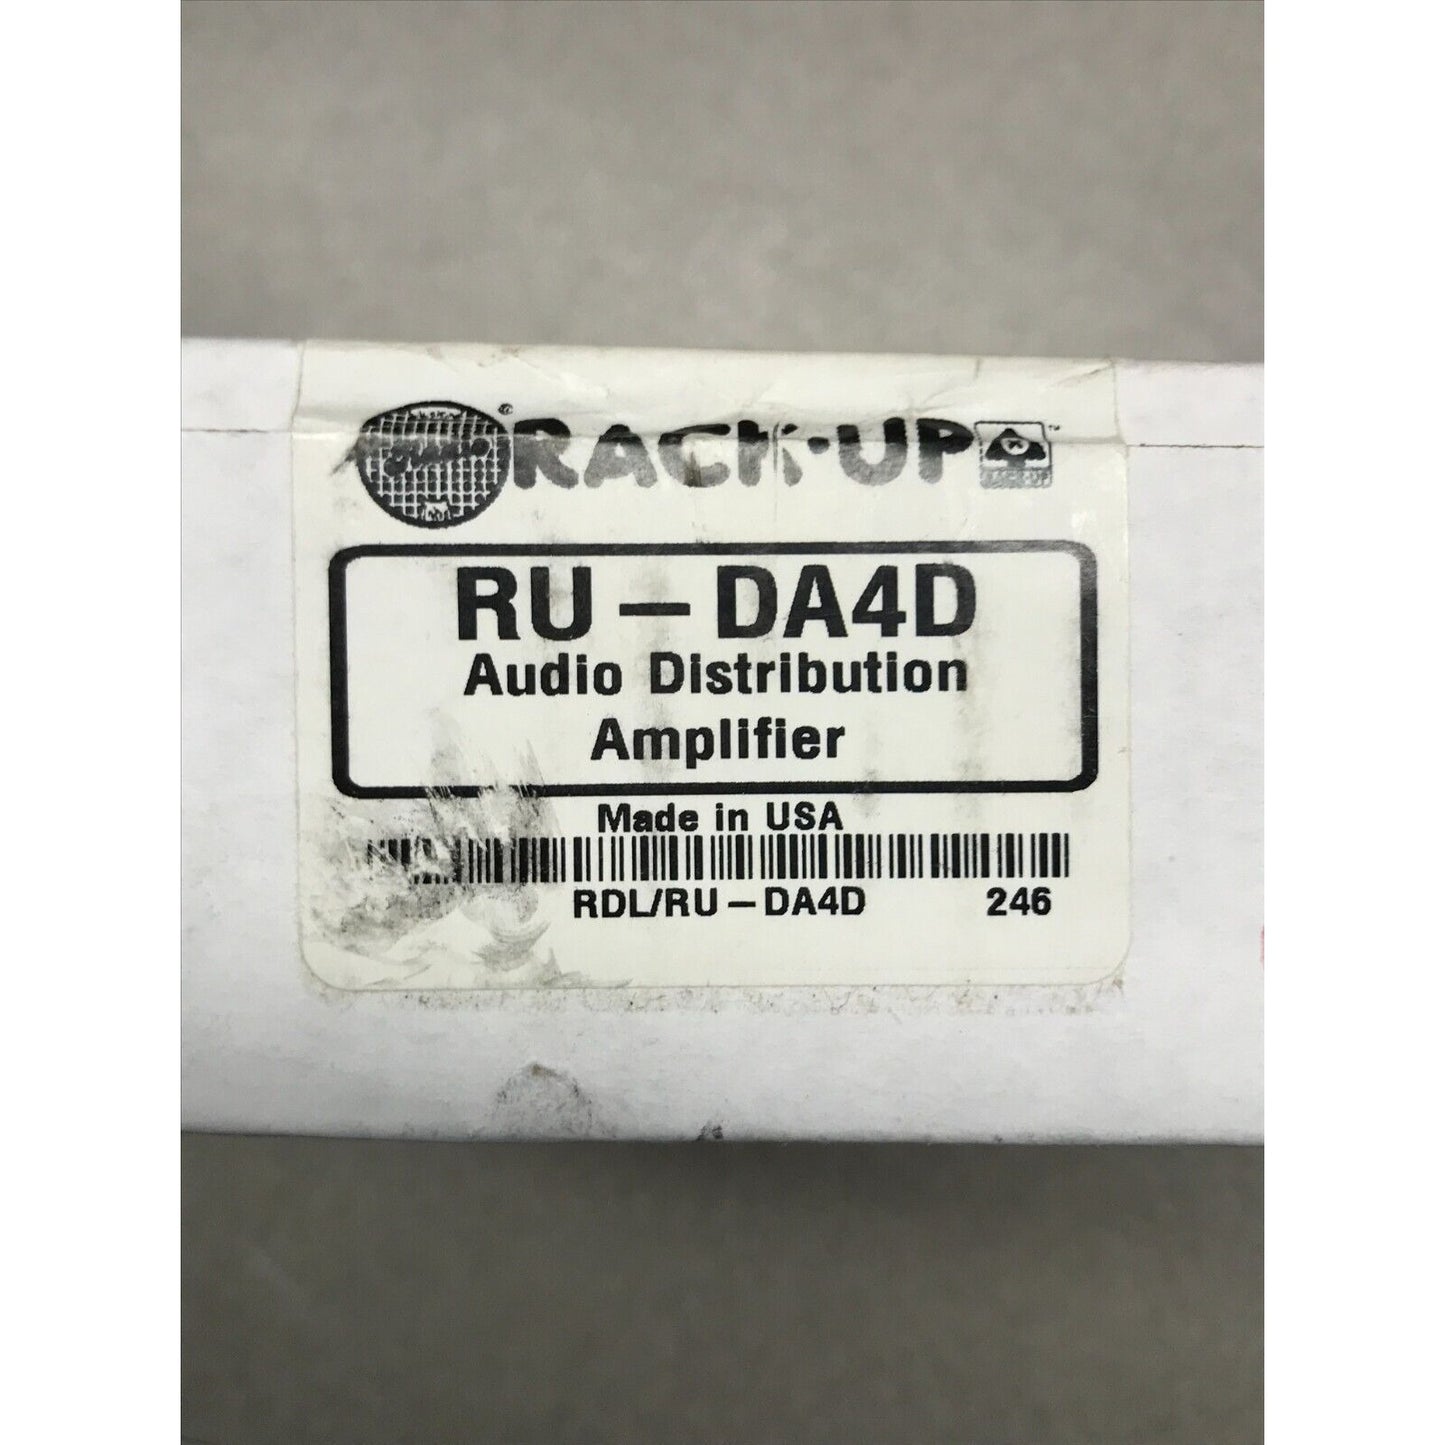 RACK·UP
RU-DA4D
Audio Distribution
Amplifier
Made in USA
RDL/RU-DA4D 246